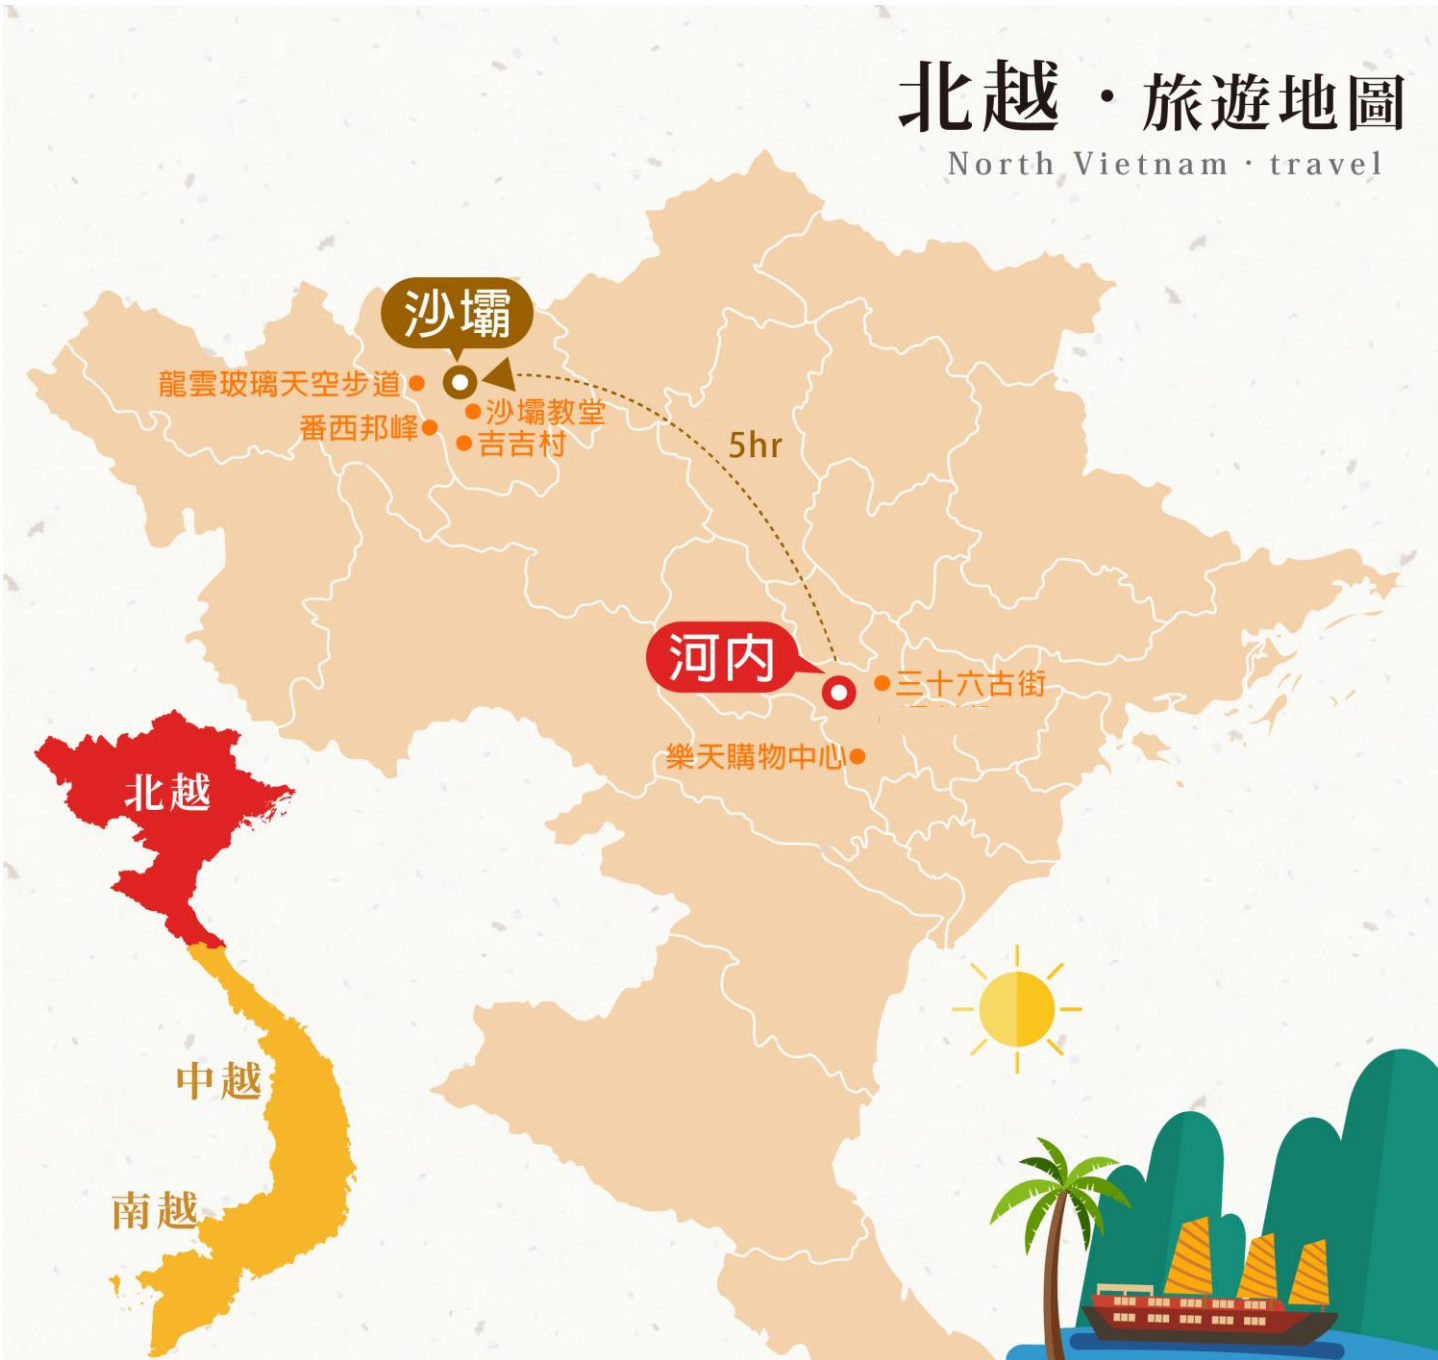 北越・旅遊地圖
North Vietnam・travel
沙壩
龍雲玻璃天空步道
沙壩教堂
番西邦峰
吉吉村
5hr
河內
三十六古街
樂天購物中心
北越
中越
南越